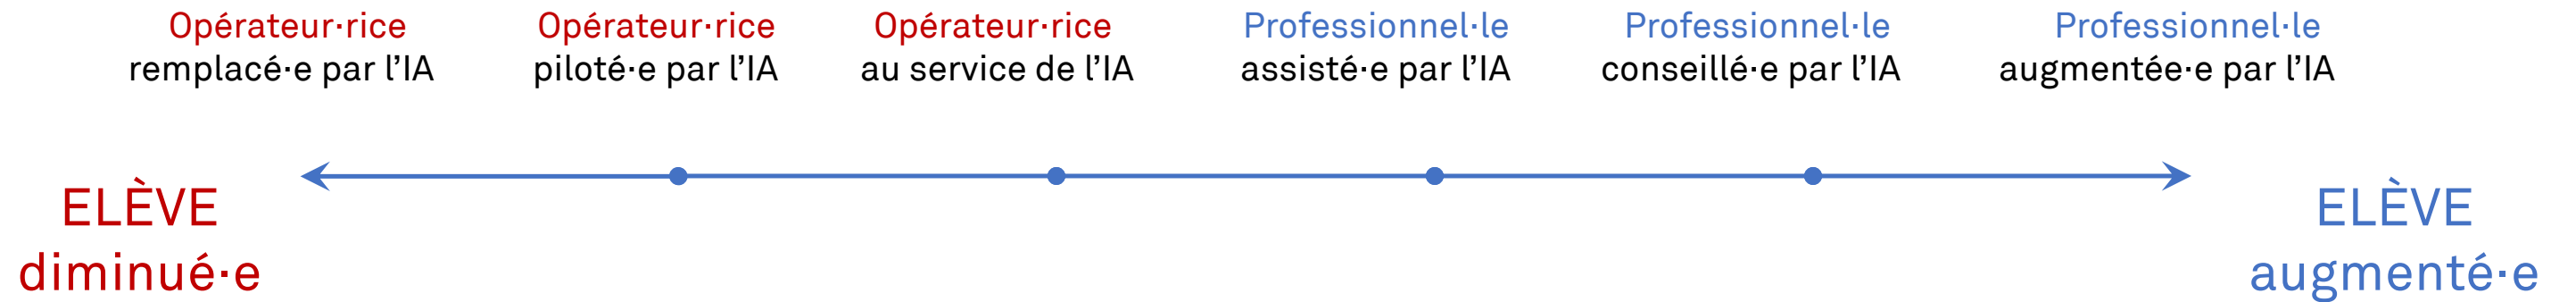 Opérateur·rice
remplacé·e par l'IA
Opérateur·rice
piloté·e par l'IA
Opérateur·rice
au service de l'IA
Professionnel·le
assisté·e par l'IA
Professionnel·le
conseillé·e par l'IA
Professionnel·le
augmentée·e par l'IA
ELÈVE
diminué·e
ELÈVE
augmenté·e